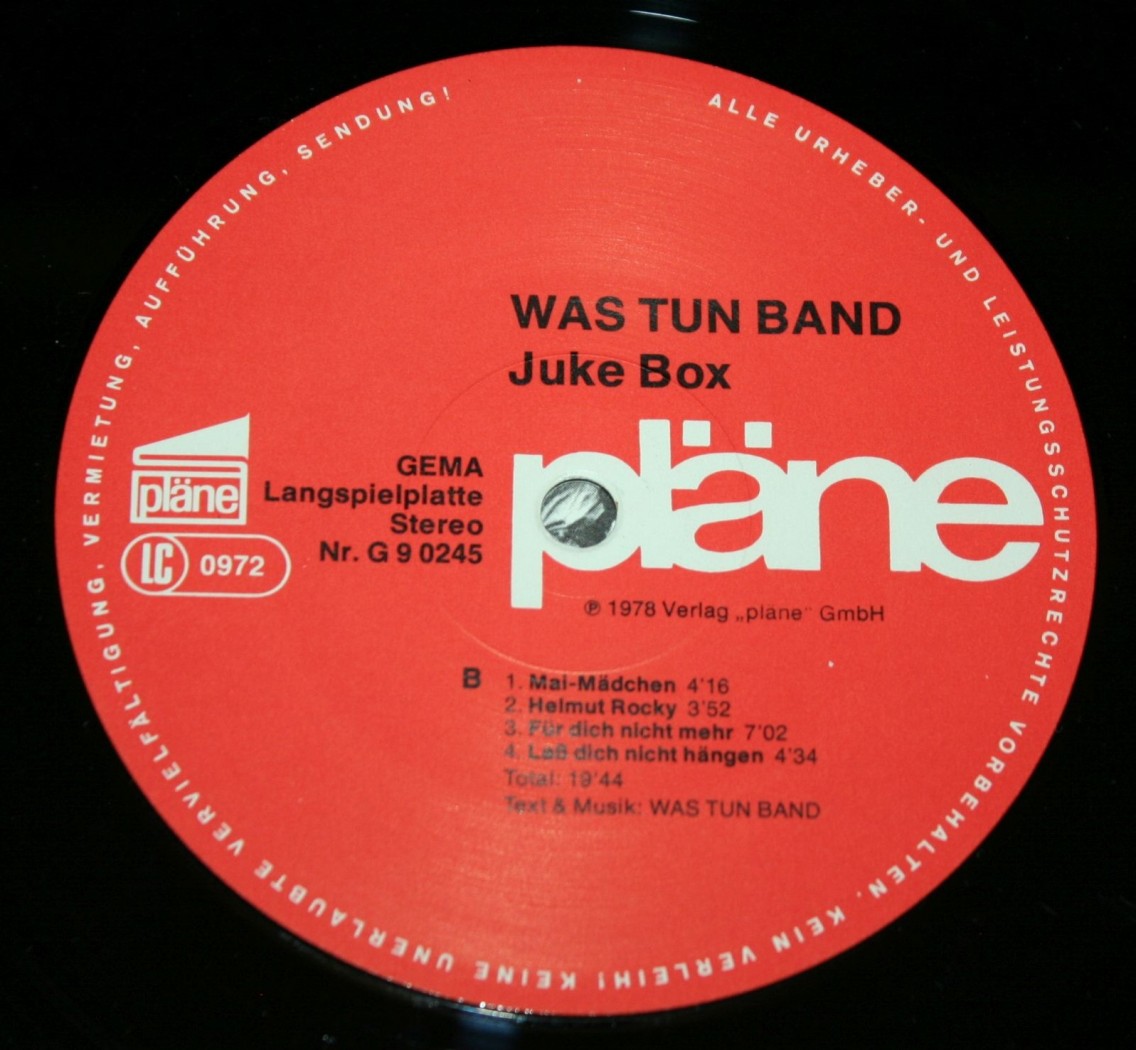 ALLE URHEBER- UND LEISTUNGSSCHUTZRECHTE VORBEHALTEN. KEIN VERLEIH! KEINE UNERLAUBTE VERVIELFÄLTIGUNG, VERMIETUNG, AUFFÜHRUNG, SENDUNG!
WAS TUN BAND
Juke Box
pläne
LC 0972
GEMA
Langspielplatte
Stereo
Nr. G 9 0245
pläne
℗ 1978 Verlag „pläne" GmbH
B 1. Mai-Mädchen 4'16
2. Helmut Rocky 3'52
3. Für dich nicht mehr 7'02
4. Laß dich nicht hängen 4'34
Total: 19'44
Text & Musik: WAS TUN BAND